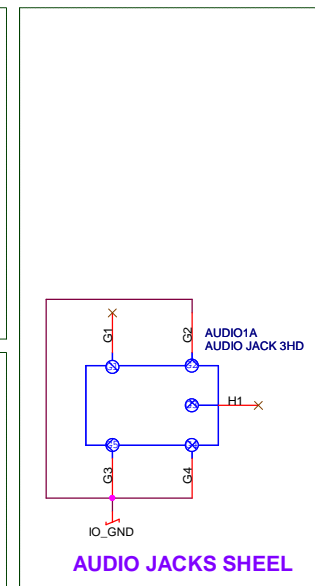 AUDIO1A
AUDIO JACK 3HD
G1
G2
H1
G3
G4
IO_GND
AUDIO JACKS SHEEL